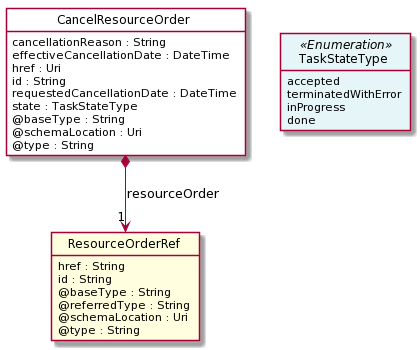 CancelResourceOrder
cancellationReason : String
effectiveCancellationDate : DateTime
href : Uri
id : String
requestedCancellationDate : DateTime
state : TaskStateType
@baseType : String
@schemaLocation : Uri
@type : String
«Enumeration»
TaskStateType
accepted
terminatedWithError
inProgress
done
resourceOrder
1
ResourceOrderRef
href : String
id : String
@baseType : String
@referredType : String
@schemaLocation : Uri
@type : String